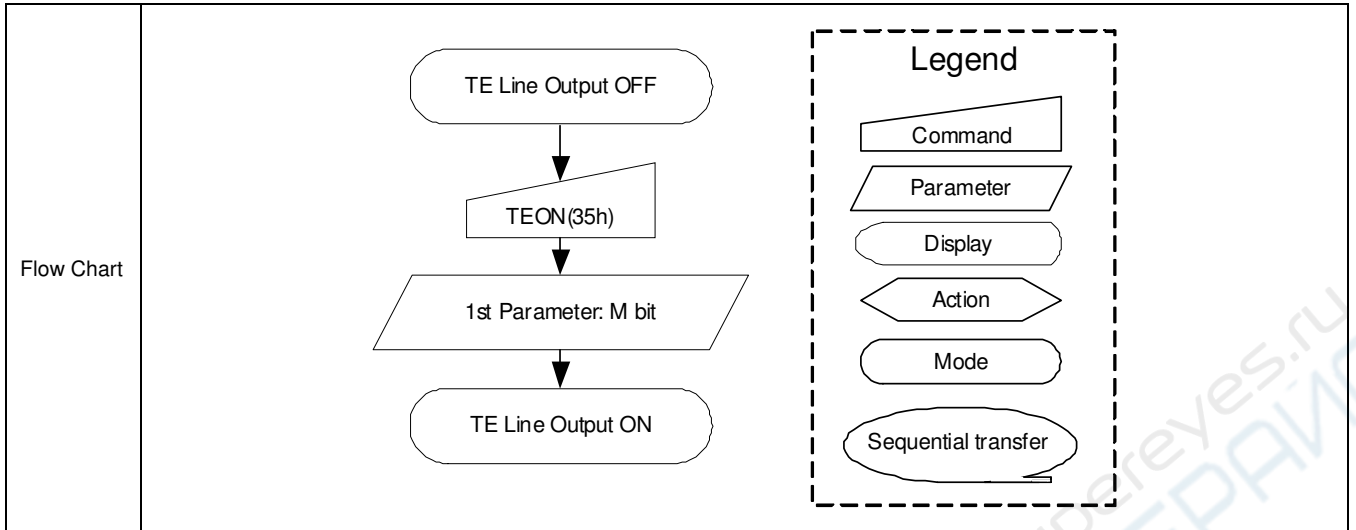 Flow Chart
TE Line Output OFF
TEON(35h)
1st Parameter: M bit
TE Line Output ON
Legend
Command
Parameter
Display
Action
Mode
Sequential transfer